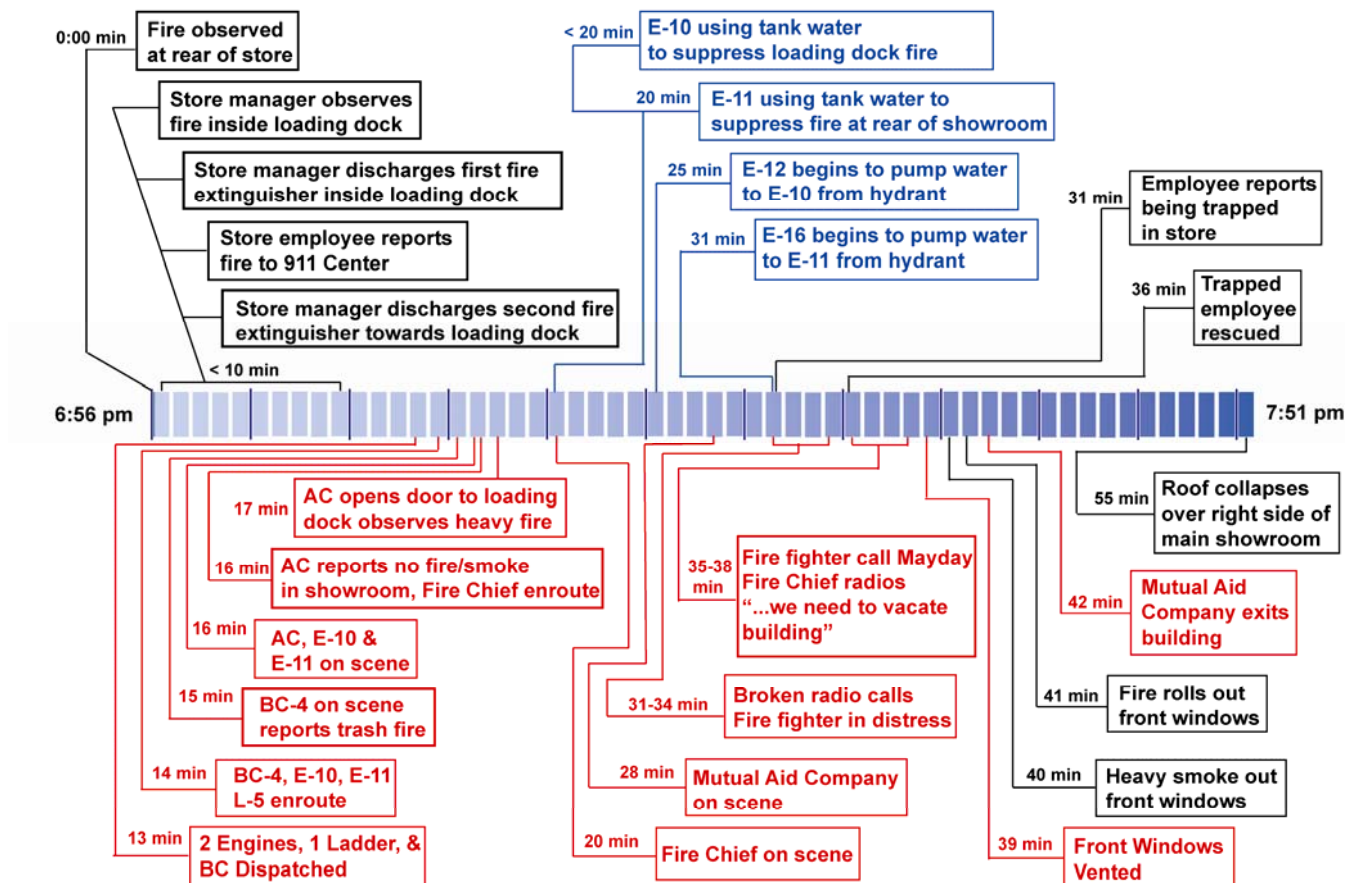 0:00 min
Fire observed
at rear of store
Store manager observes
fire inside loading dock
Store manager discharges first fire
extinguisher inside loading dock
Store employee reports
fire to 911 Center
Store manager discharges second fire
extinguisher towards loading dock
< 10 min
< 20 min
E-10 using tank water
to suppress loading dock fire
20 min
E-11 using tank water to
suppress fire at rear of showroom
25 min
E-12 begins to pump water
to E-10 from hydrant
31 min
E-16 begins to pump water
to E-11 from hydrant
31 min
Employee reports
being trapped
in store
36 min
Trapped
employee
rescued
6:56 pm
7:51 pm
17 min
AC opens door to loading
dock observes heavy fire
16 min
AC reports no fire/smoke
in showroom, Fire Chief enroute
16 min
AC, E-10 &
E-11 on scene
15 min
BC-4 on scene
reports trash fire
14 min
BC-4, E-10, E-11
L-5 enroute
13 min
2 Engines, 1 Ladder, &
BC Dispatched
35-38
min
Fire fighter call Mayday
Fire Chief radios
“...we need to vacate
building”
31-34 min
Broken radio calls
Fire fighter in distress
28 min
Mutual Aid Company
on scene
20 min
Fire Chief on scene
55 min
Roof collapses
over right side of
main showroom
42 min
Mutual Aid
Company exits
building
41 min
Fire rolls out
front windows
40 min
Heavy smoke out
front windows
39 min
Front Windows
Vented